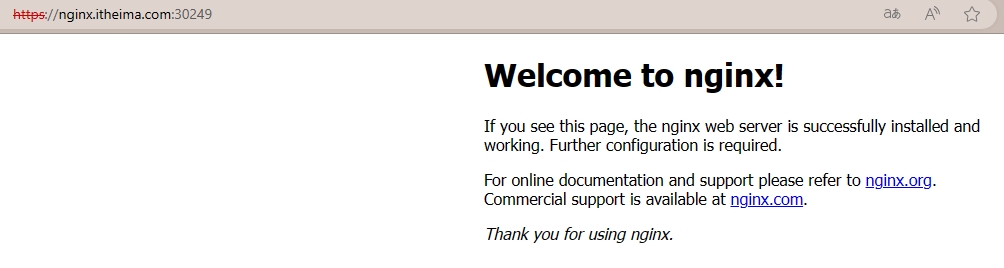 https://nginx.itheima.com:30249
Welcome to nginx!
If you see this page, the nginx web server is successfully installed and
working. Further configuration is required.
For online documentation and support please refer to nginx.org.
Commercial support is available at nginx.com.
Thank you for using nginx.